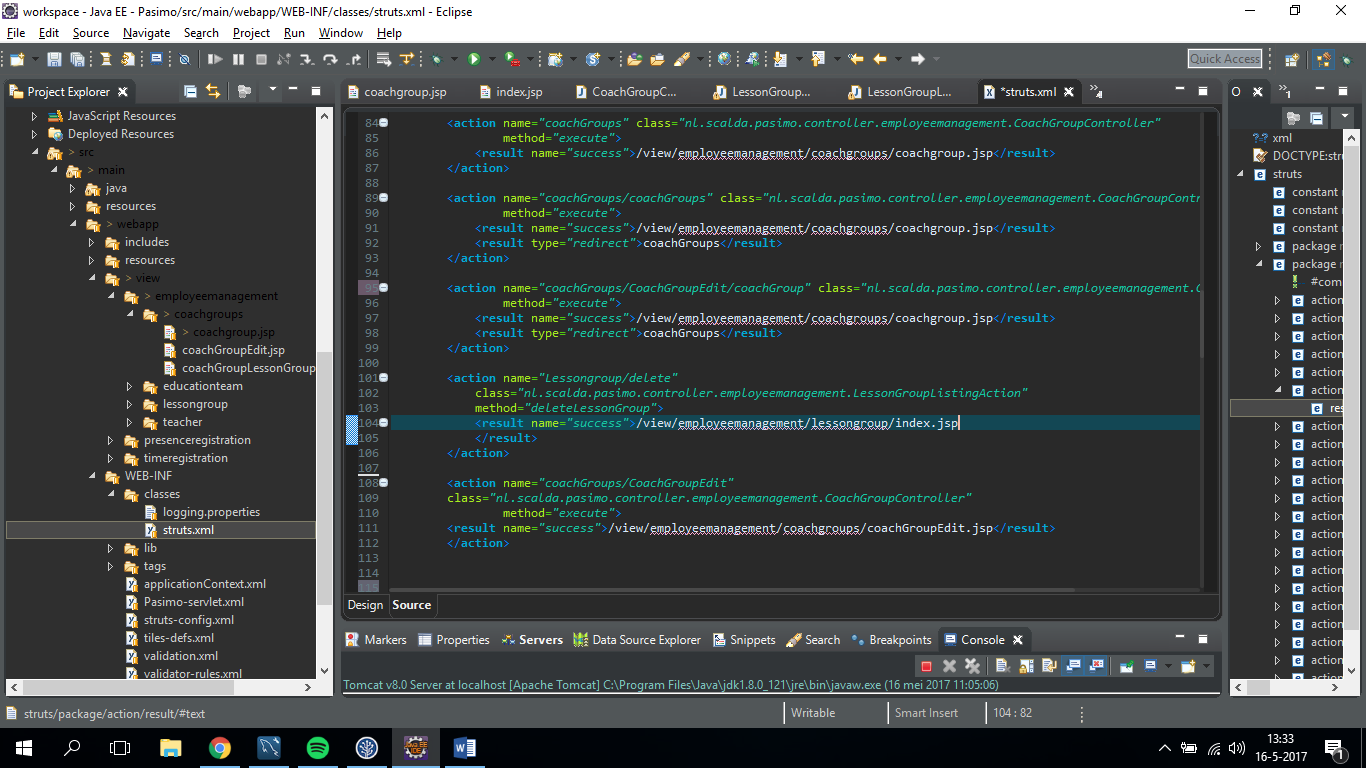 workspace - Java EE - Pasimo/src/main/webapp/WEB-INF/classes/struts.xml - Eclipse
File Edit Source Navigate Search Project Run Window Help
Quick Access
Project Explorer
JavaScript Resources
Deployed Resources
> src
> main
java
resources
> webapp
includes
resources
> view
> employeemanagement
> coachgroups
> coachgroup.jsp
coachGroupEdit.jsp
coachGroupLessonGroup
educationteam
lessongroup
teacher
presenceregistration
timeregistration
WEB-INF
classes
logging.properties
struts.xml
lib
tags
applicationContext.xml
Pasimo-servlet.xml
struts-config.xml
tiles-defs.xml
validation.xml
validator-rules.xml
coachgroup.jsp index.jsp CoachGroupC... LessonGroup... LessonGroupL... *struts.xml
84 <action name="coachGroups" class="nl.scalda.pasimo.controller.employeemanagement.CoachGroupController"
85 method="execute">
86 <result name="success">/view/employeemanagement/coachgroups/coachgroup.jsp</result>
87 </action>
88
89 <action name="coachGroups/coachgroups" class="nl.scalda.pasimo.controller.employeemanagement.CoachGroupContr
90 method="execute">
91 <result name="success">/view/employeemanagement/coachgroups/coachgroup.jsp</result>
92 <result type="redirect">coachGroups</result>
93 </action>
94
95 <action name="coachGroups/CoachGroupEdit/coachGroup" class="nl.scalda.pasimo.controller.employeemanagement.C
96 method="execute">
97 <result name="success">/view/employeemanagement/coachgroups/coachgroup.jsp</result>
98 <result type="redirect">coachGroups</result>
99 </action>
100
101 <action name="Lessongroup/delete"
102 class="nl.scalda.pasimo.controller.employeemanagement.LessonGroupListingAction"
103 method="deleteLessonGroup">
104 <result name="success">/view/employeemanagement/lessongroup/index.jsp
105 </result>
106 </action>
107
108 <action name="coachGroups/CoachGroupEdit"
109 class="nl.scalda.pasimo.controller.employeemanagement.CoachGroupController"
110 method="execute">
111 <result name="success">/view/employeemanagement/coachgroups/coachGroupEdit.jsp</result>
112 </action>
113
114
115
Design Source
O
xml
DOCTYPE:stru
struts
constant
constant
constant
package
package
#com
action
action
action
action
action
action
res
action
action
action
action
action
action
action
action
action
action
action
action
action
action
Markers Properties Servers Data Source Explorer Snippets Search Breakpoints Console
Tomcat v8.0 Server at localhost [Apache Tomcat] C:\Program Files\Java\jdk1.8.0_121\jre\bin\javaw.exe (16 mei 2017 11:05:06)
struts/package/action/result/#text Writable Smart Insert 104 : 82
13:33
16-5-2017